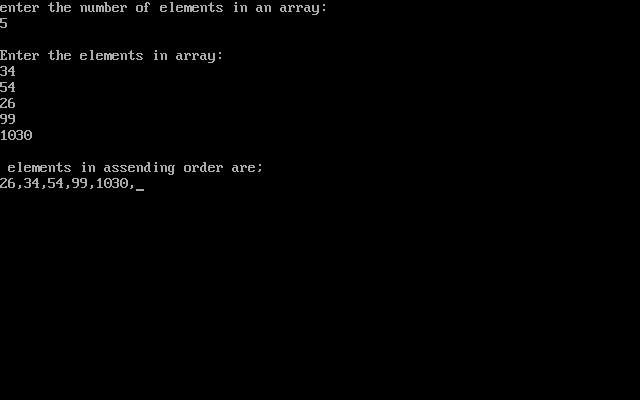 enter the number of elements in an array:
5
Enter the elements in array:
34
54
26
99
1030
elements in assending order are;
26,34,54,99,1030,_